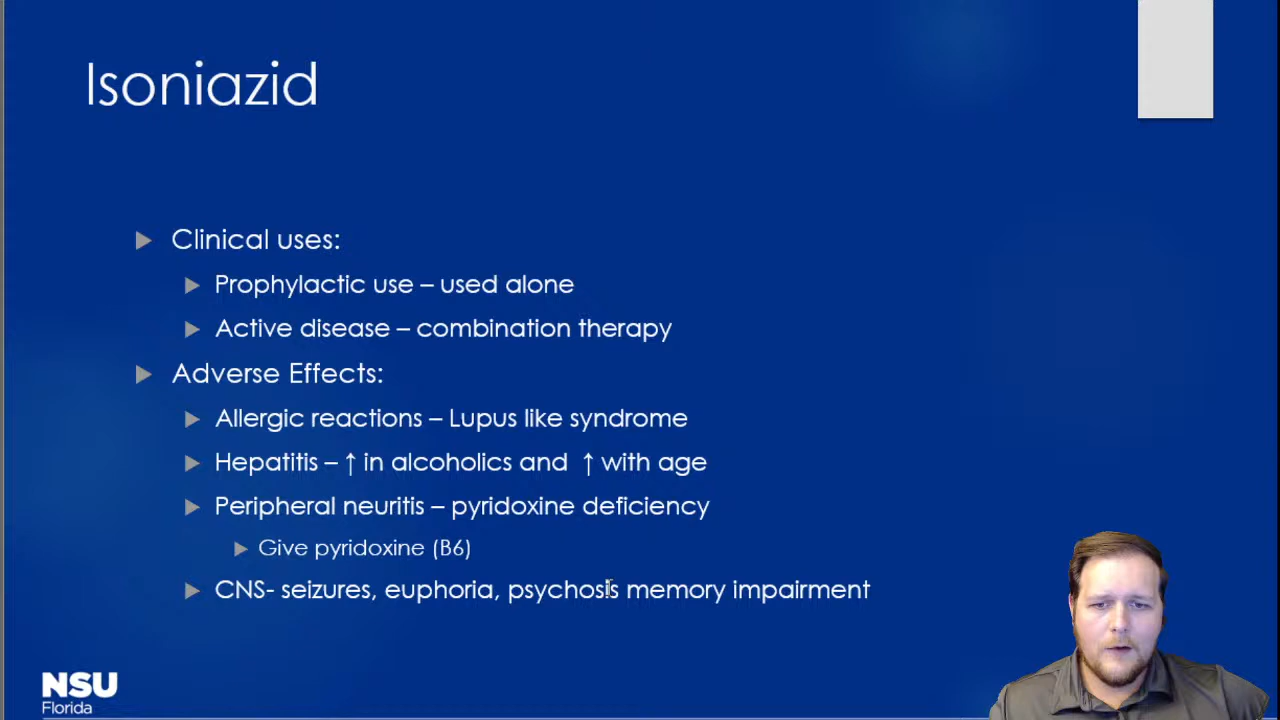 Isoniazid
Clinical uses:
Prophylactic use – used alone
Active disease – combination therapy
Adverse Effects:
Allergic reactions – Lupus like syndrome
Hepatitis – ↑ in alcoholics and ↑ with age
Peripheral neuritis – pyridoxine deficiency
Give pyridoxine (B6)
CNS- seizures, euphoria, psychosis memory impairment
NSU
Florida